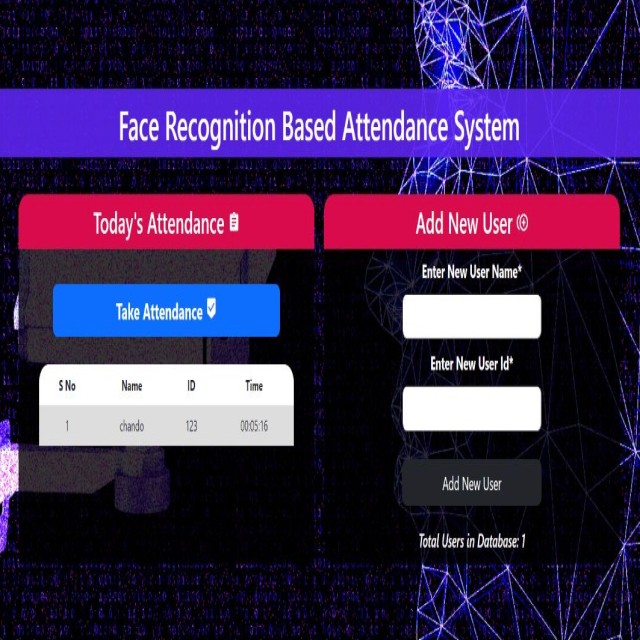 Face Recognition Based Attendance System
Today's Attendance
Take Attendance
S No Name ID Time
1 chando 123 00:05:16
Add New User
Enter New User Name*
Enter New User Id*
Add New User
Total Users in Database: 1